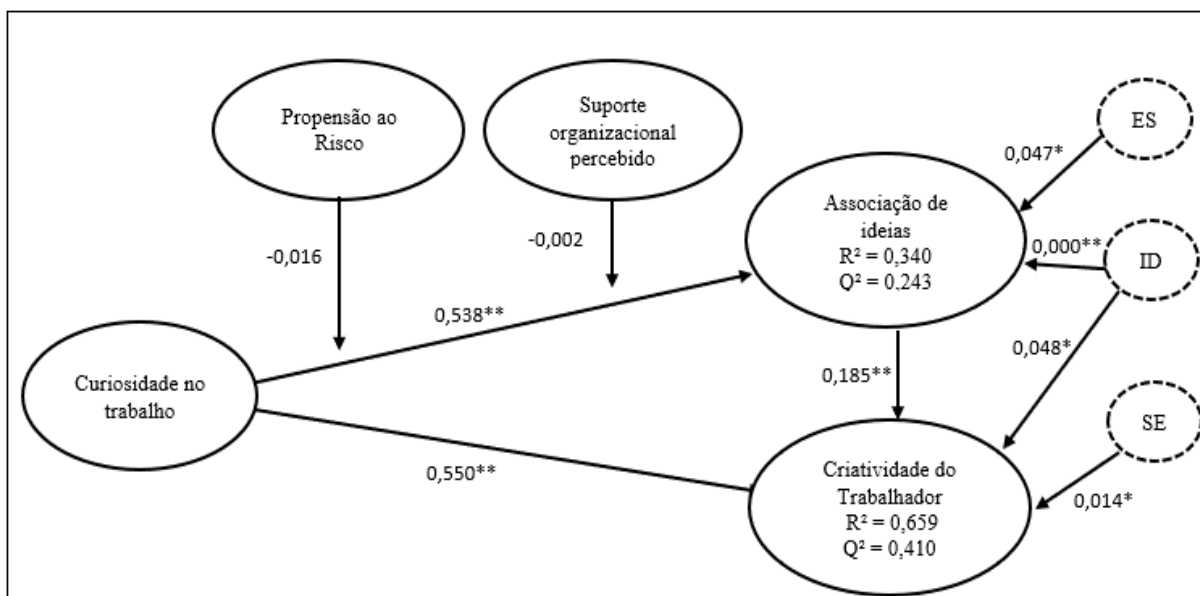 Propensão ao
Risco
Suporte
organizacional
percebido
ES
0,047*
Associação de
ideias
R² = 0,340
Q² = 0,243
0,000**
ID
-0,016
-0,002
0,538**
0,048*
0,185**
Curiosidade no
trabalho
SE
0,550**
Criatividade do
Trabalhador
R² = 0,659
Q² = 0,410
0,014*